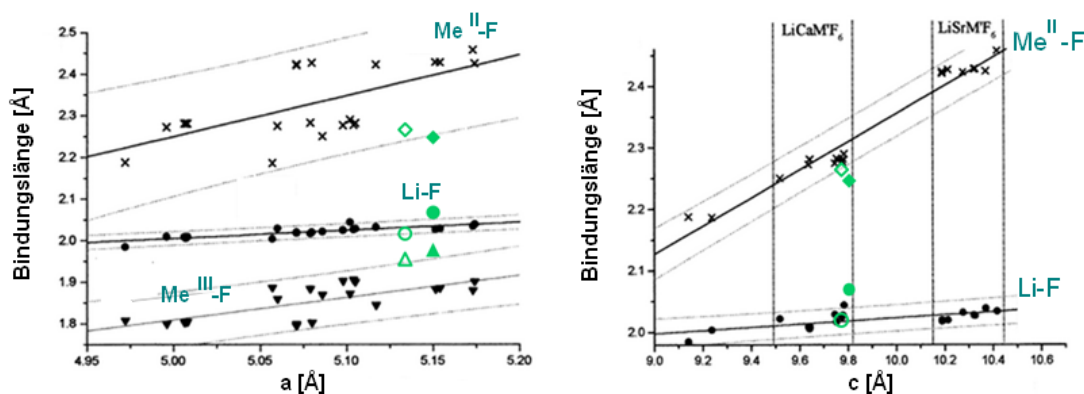 Bindungslänge [Å]
2.5
2.4
2.3
2.2
2.1
2.0
1.9
1.8
Me II-F
Li-F
Me III-F
4.95
5.00
5.05
5.10
5.15
5.20
a [Å]
Bindungslänge [Å]
2.4
2.3
2.2
2.1
2.0
LiCaM'F6
LiSrM'F6
Me II-F
Li-F
9.0
9.2
9.4
9.6
9.8
10.0
10.2
10.4
10.6
c [Å]